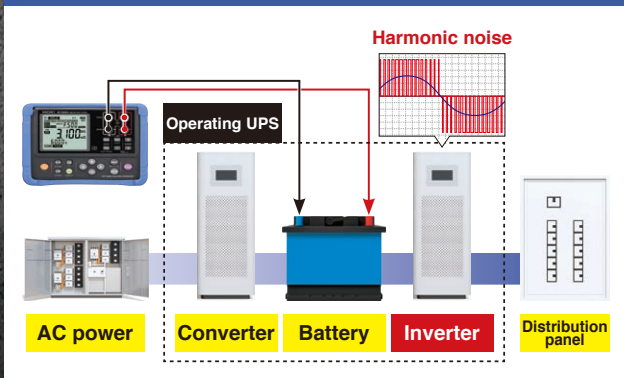 Harmonic noise
3.100
Operating UPS
AC power
Converter
Battery
Inverter
Distribution
panel